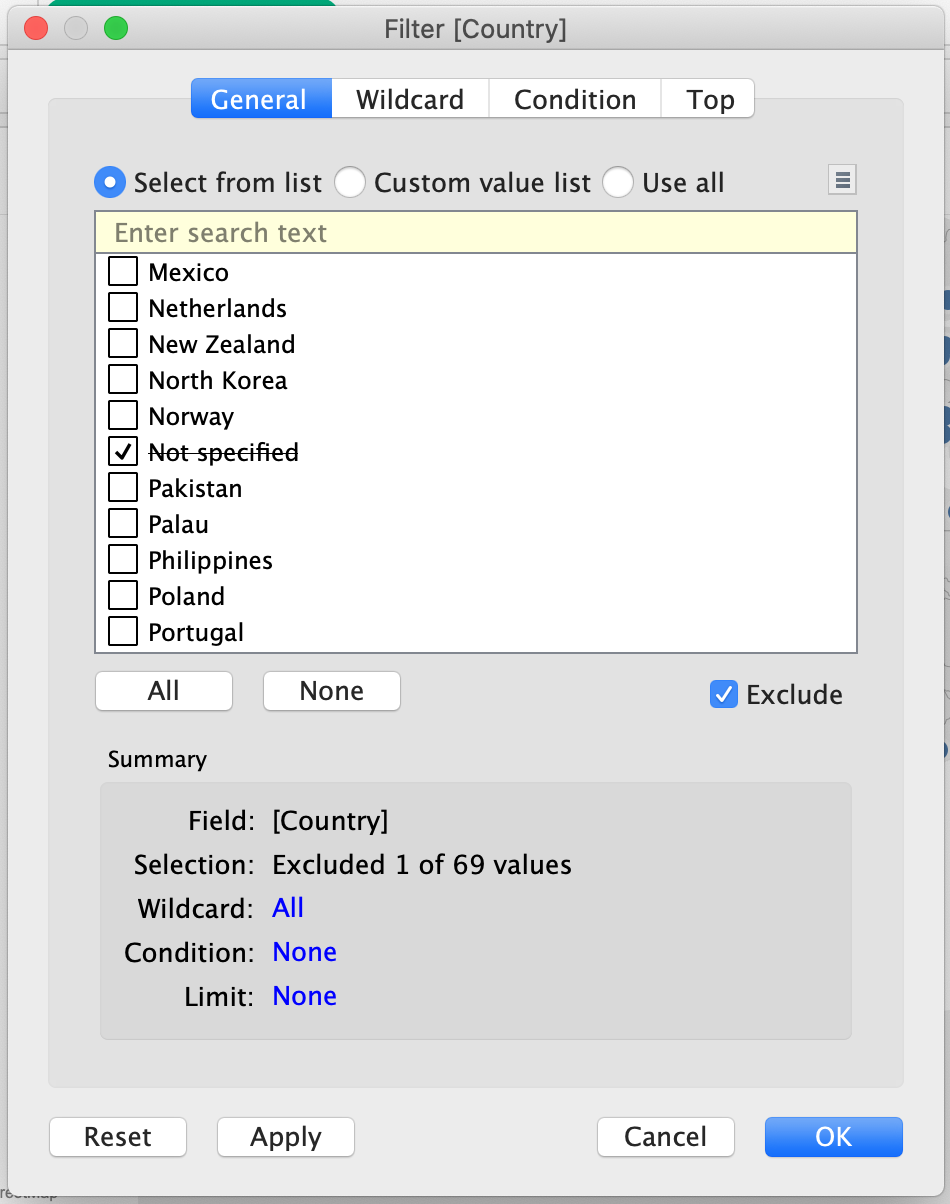 Filter [Country]
General Wildcard Condition Top
Select from list Custom value list Use all
Enter search text
Mexico
Netherlands
New Zealand
North Korea
Norway
Not specified
Pakistan
Palau
Philippines
Poland
Portugal
All None Exclude
Summary
Field: [Country]
Selection: Excluded 1 of 69 values
Wildcard: All
Condition: None
Limit: None
Reset Apply Cancel OK